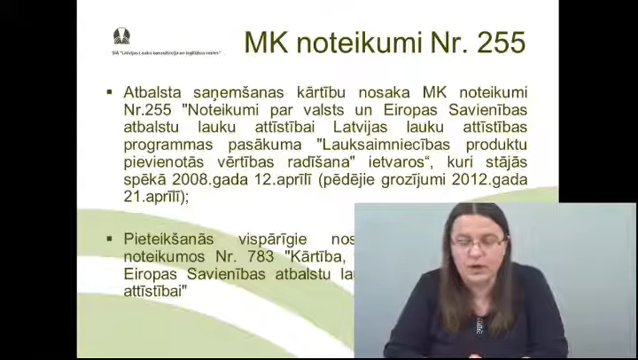 MK noteikumi Nr. 255
SIA "Latvijas Lauku konsultāciju un izglītības centrs"
Atbalsta saņemšanas kārtību nosaka MK noteikumi
Nr.255 "Noteikumi par valsts un Eiropas Savienības
atbalstu lauku attīstībai Latvijas lauku attīstības
programmas pasākuma "Lauksaimniecības produktu
pievienotās vērtības radīšana" ietvaros“, kuri stājās
spēkā 2008.gada 12.aprīlī (pēdējie grozījumi 2012.gada
21.aprīlī);
Pieteikšanās vispārīgie nos
noteikumos Nr. 783 "Kārtība,
Eiropas Savienības atbalstu lau
attīstībai"